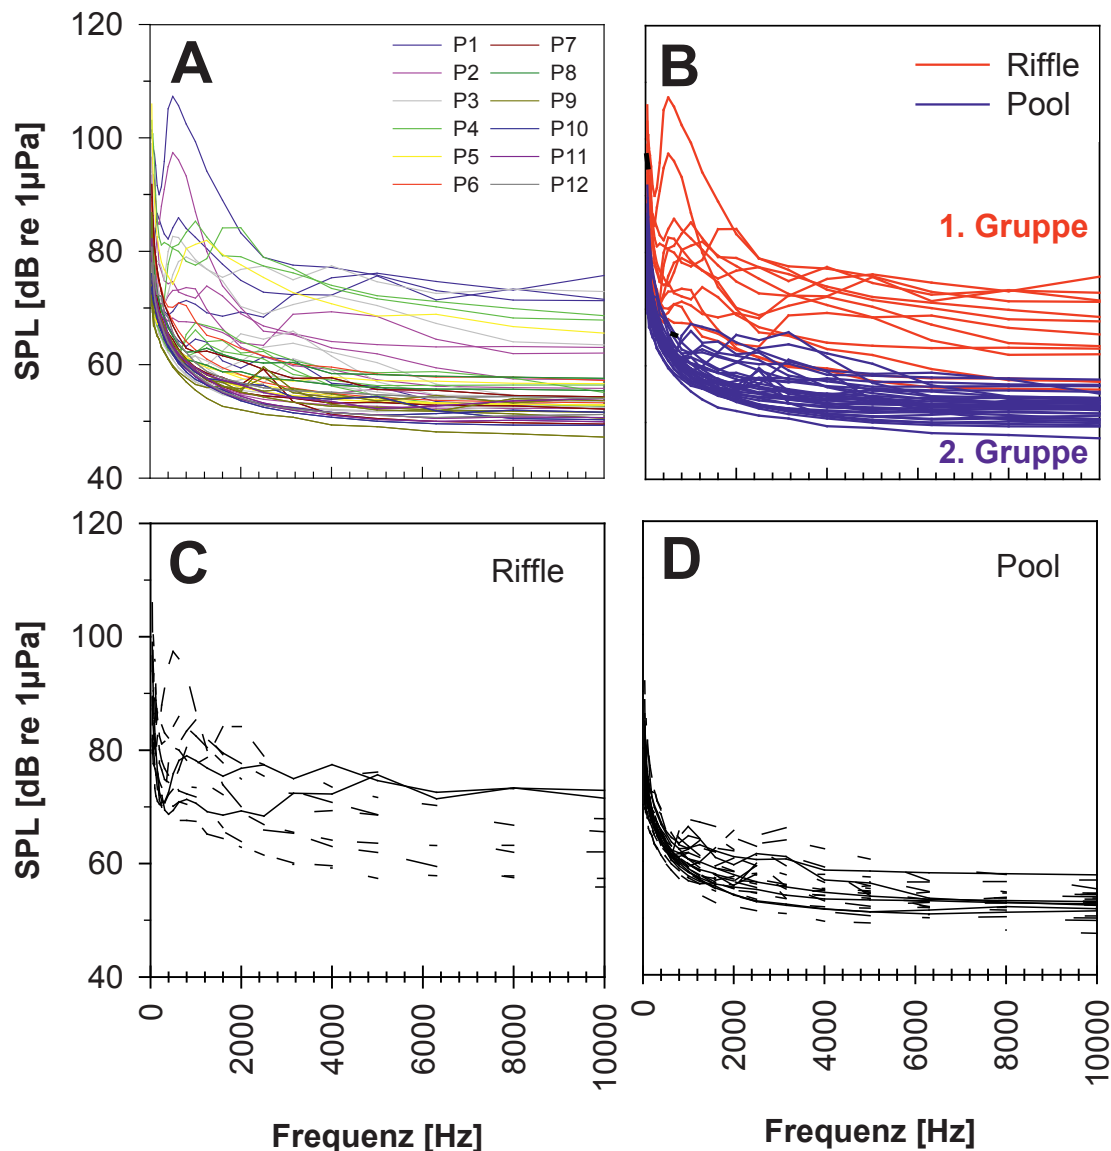 A
B
120
100
80
60
40
SPL [dB re 1µPa]
P1 P7
P2 P8
P3 P9
P4 P10
P5 P11
P6 P12
Riffle
Pool
1. Gruppe
2. Gruppe
C
Riffle
D
Pool
120
100
80
60
40
SPL [dB re 1µPa]
0 2000 4000 6000 8000 10000
0 2000 4000 6000 8000 10000
Frequenz [Hz]
Frequenz [Hz]